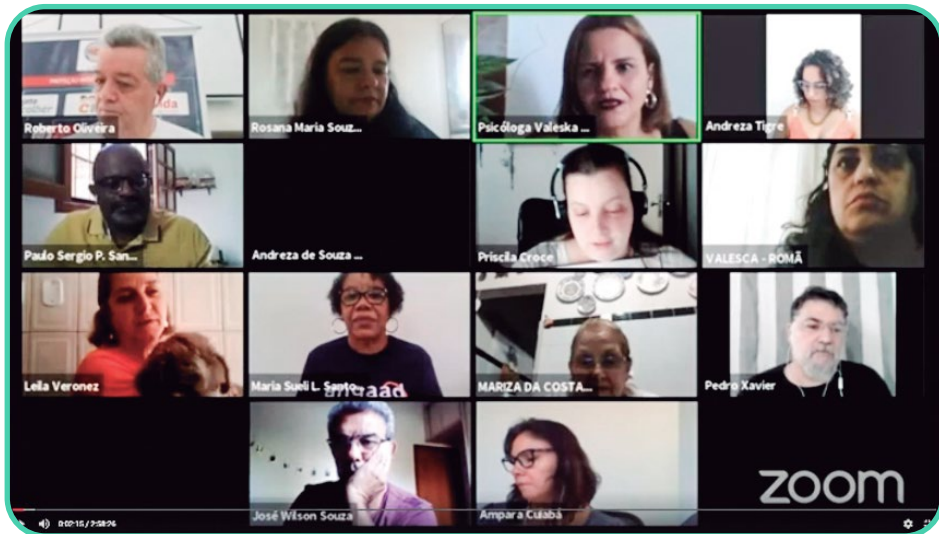 Roberto Oliveira
Rosana Maria Souz...
Psicóloga Valeska ...
Andreza Tigre
Paulo Sergio P. San...
Andreza de Souza ...
Priscila Croce
VALESCA - ROMÃ
Leila Veronez
Maria Sueli L. Santo...
angaad
MARIZA DA COSTA...
Pedro Xavier
José Wilson Souza
Ampara Cuiabá
zoom
0:02:15 / 2:58:26